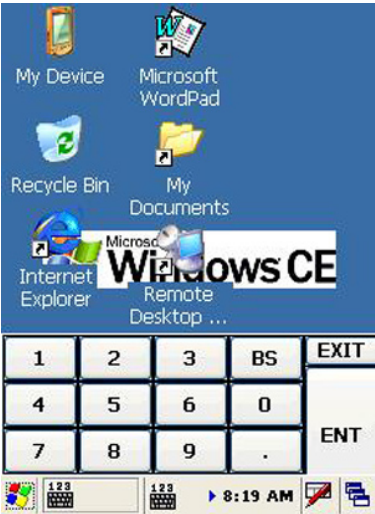 My Device
Microsoft
WordPad
Recycle Bin
My
Documents
Microso
Windows CE
Internet
Explorer
Remote
Desktop ...
1 2 3 BS EXIT
4 5 6 0
7 8 9 . ENT
123
123
8:19 AM